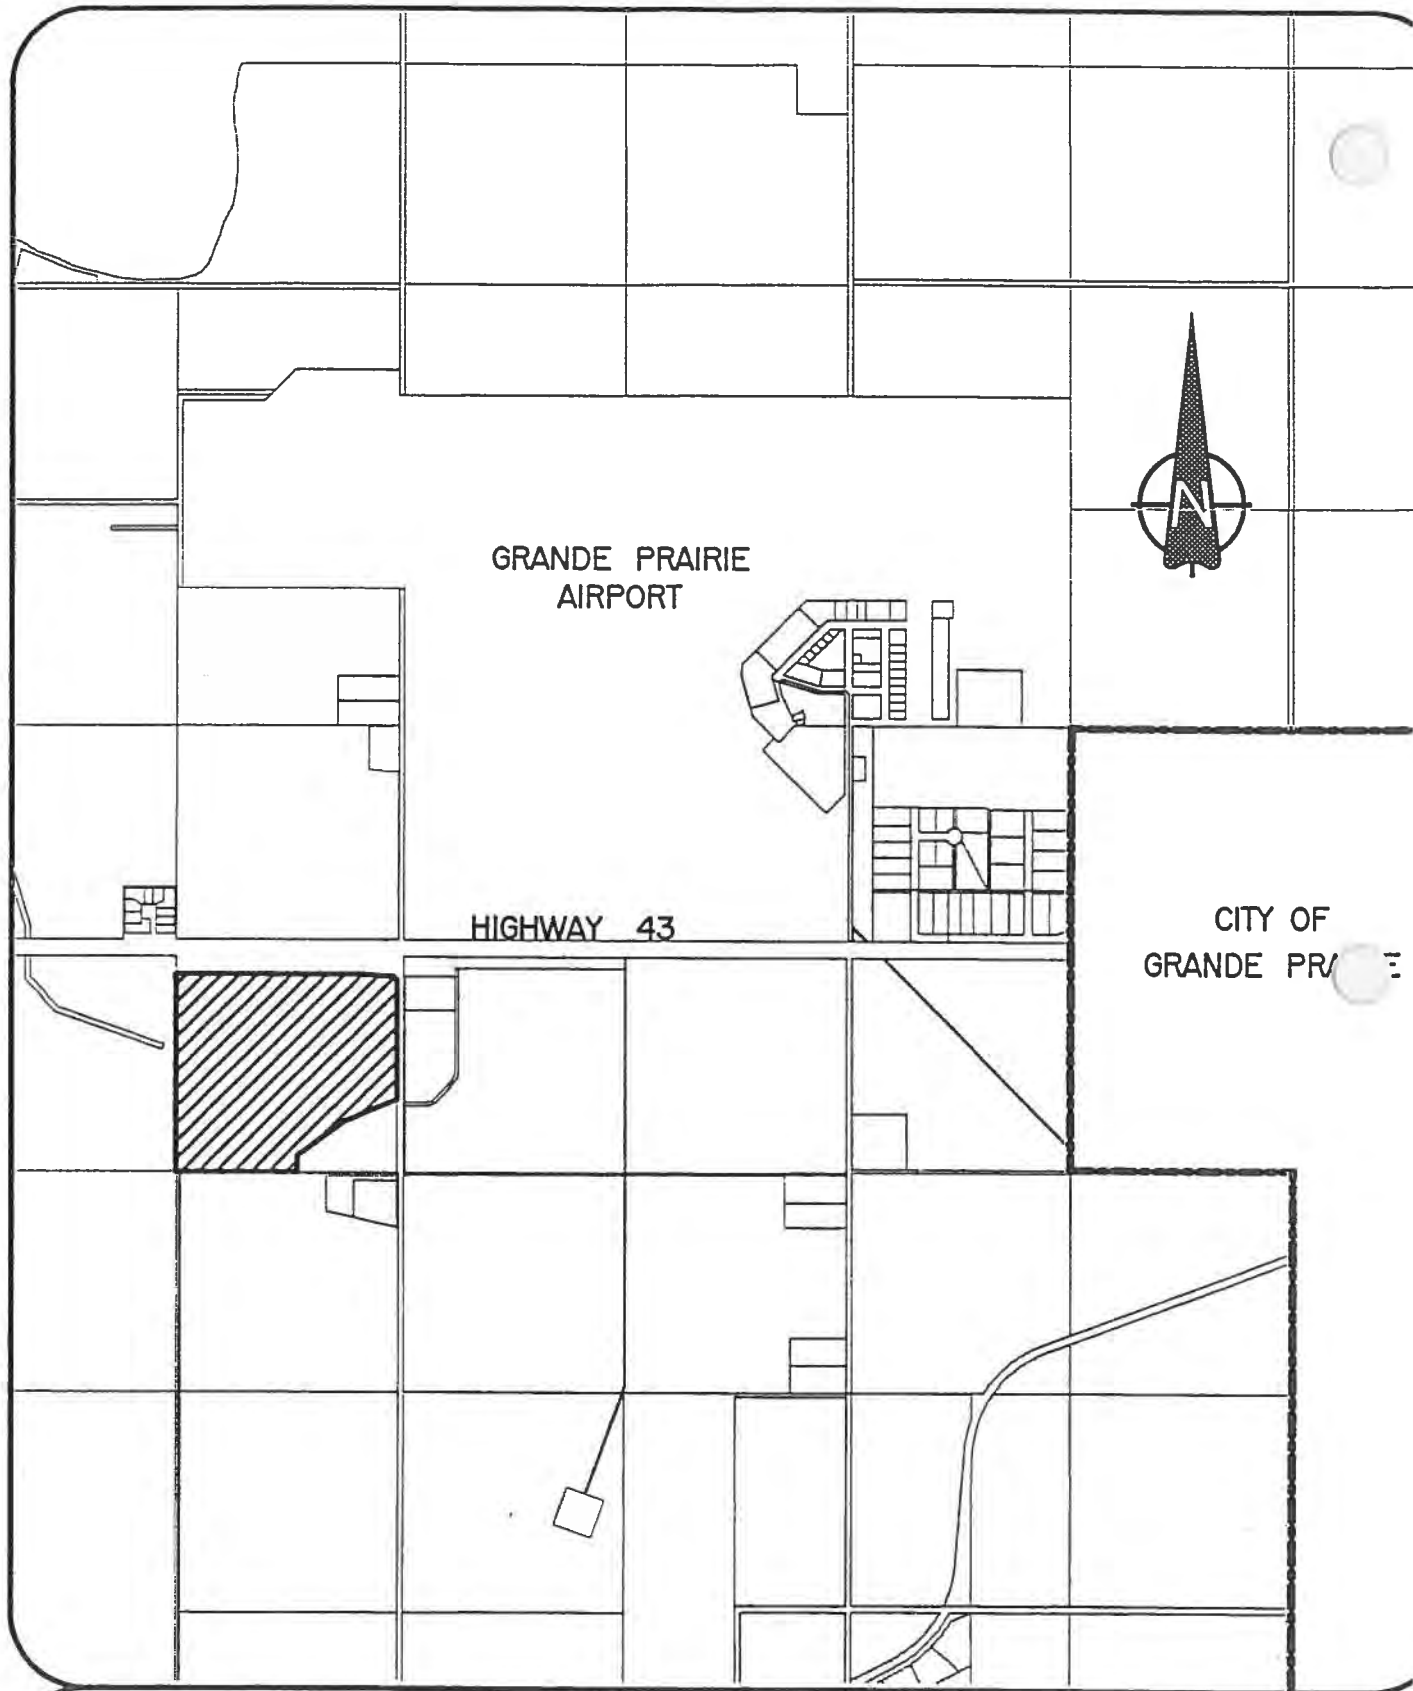 N
GRANDE PRAIRIE
AIRPORT
HIGHWAY 43
CITY OF
GRANDE